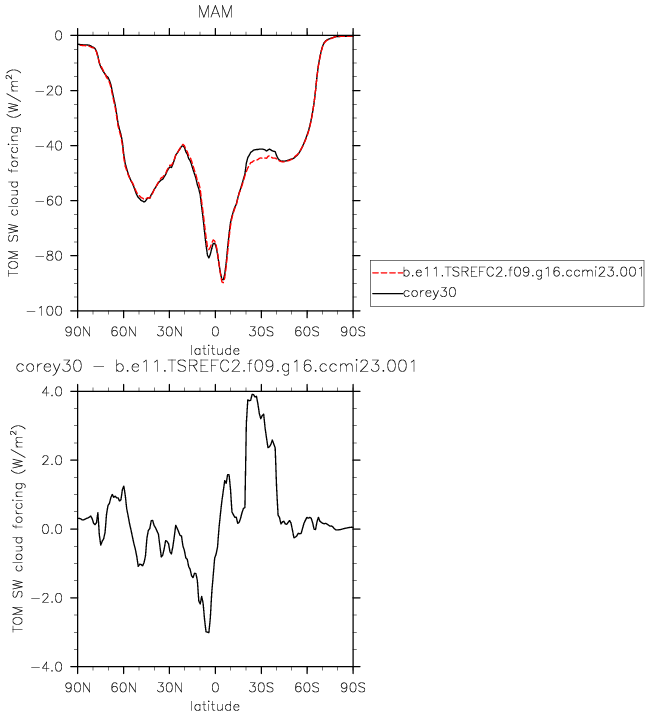 MAM
TOM SW cloud forcing (W/m²)
0
−20
−40
−60
−80
−100
90N 60N 30N 0 30S 60S 90S
latitude
b.e11.TSREFC2.f09.g16.ccmi23.001
corey30
corey30 − b.e11.TSREFC2.f09.g16.ccmi23.001
TOM SW cloud forcing (W/m²)
4.0
2.0
0.0
−2.0
−4.0
90N 60N 30N 0 30S 60S 90S
latitude